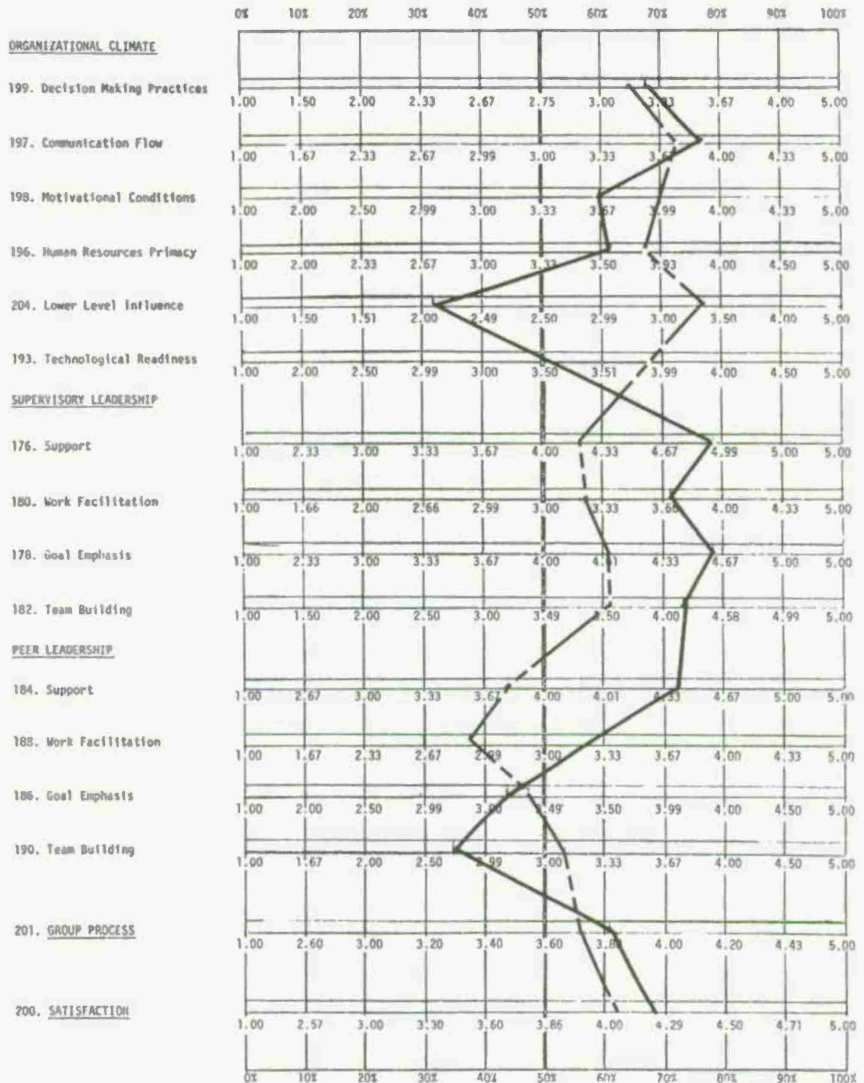 0% 10% 20% 30% 40% 50% 60% 70% 80% 90% 100%
ORGANIZATIONAL CLIMATE
199. Decision Making Practices
1.00 1.50 2.00 2.33 2.67 2.75 3.00 3.67 4.00 5.00
197. Communication Flow
1.00 1.67 2.33 2.67 2.99 3.00 3.33 4.00 4.33 5.00
198. Motivational Conditions
1.00 2.00 2.50 2.99 3.00 3.33 3.67 3.99 4.00 4.33 5.00
196. Human Resources Primacy
1.00 2.00 2.33 2.67 3.00 3.33 3.50 3.93 4.00 4.50 5.00
204. Lower Level Influence
1.00 1.50 1.51 2.00 2.49 2.50 2.99 3.00 3.50 4.00 5.00
193. Technological Readiness
1.00 2.00 2.50 2.99 3.00 3.50 3.51 3.99 4.00 4.50 5.00
SUPERVISORY LEADERSHIP
176. Support
1.00 2.33 3.00 3.33 3.67 4.00 4.33 4.67 4.99 5.00
180. Work Facilitation
1.00 1.66 2.00 2.66 2.99 3.00 3.33 3.66 4.00 4.33 5.00
178. Goal Emphasis
1.00 2.33 3.00 3.33 3.67 4.00 4.33 4.67 5.00 5.00
182. Team Building
1.00 1.50 2.00 2.50 3.00 3.49 3.50 4.00 4.58 4.99 5.00
PEER LEADERSHIP
184. Support
1.00 2.67 3.00 3.33 3.67 4.00 4.01 4.33 4.67 5.00 5.00
188. Work Facilitation
1.00 1.67 2.33 2.67 2.99 3.00 3.33 3.67 4.00 4.33 5.00
186. Goal Emphasis
1.00 2.00 2.50 2.99 3.00 3.49 3.50 3.99 4.00 4.50 5.00
190. Team Building
1.00 1.67 2.00 2.50 2.99 3.00 3.33 3.67 4.00 4.50 5.00
201. GROUP PROCESS
1.00 2.60 3.00 3.20 3.40 3.60 3.80 4.00 4.20 4.43 5.00
200. SATISFACTION
1.00 2.57 3.00 3.30 3.60 3.86 4.00 4.29 4.50 4.71 5.00
0% 10% 20% 30% 40% 50% 60% 70% 80% 90% 100%